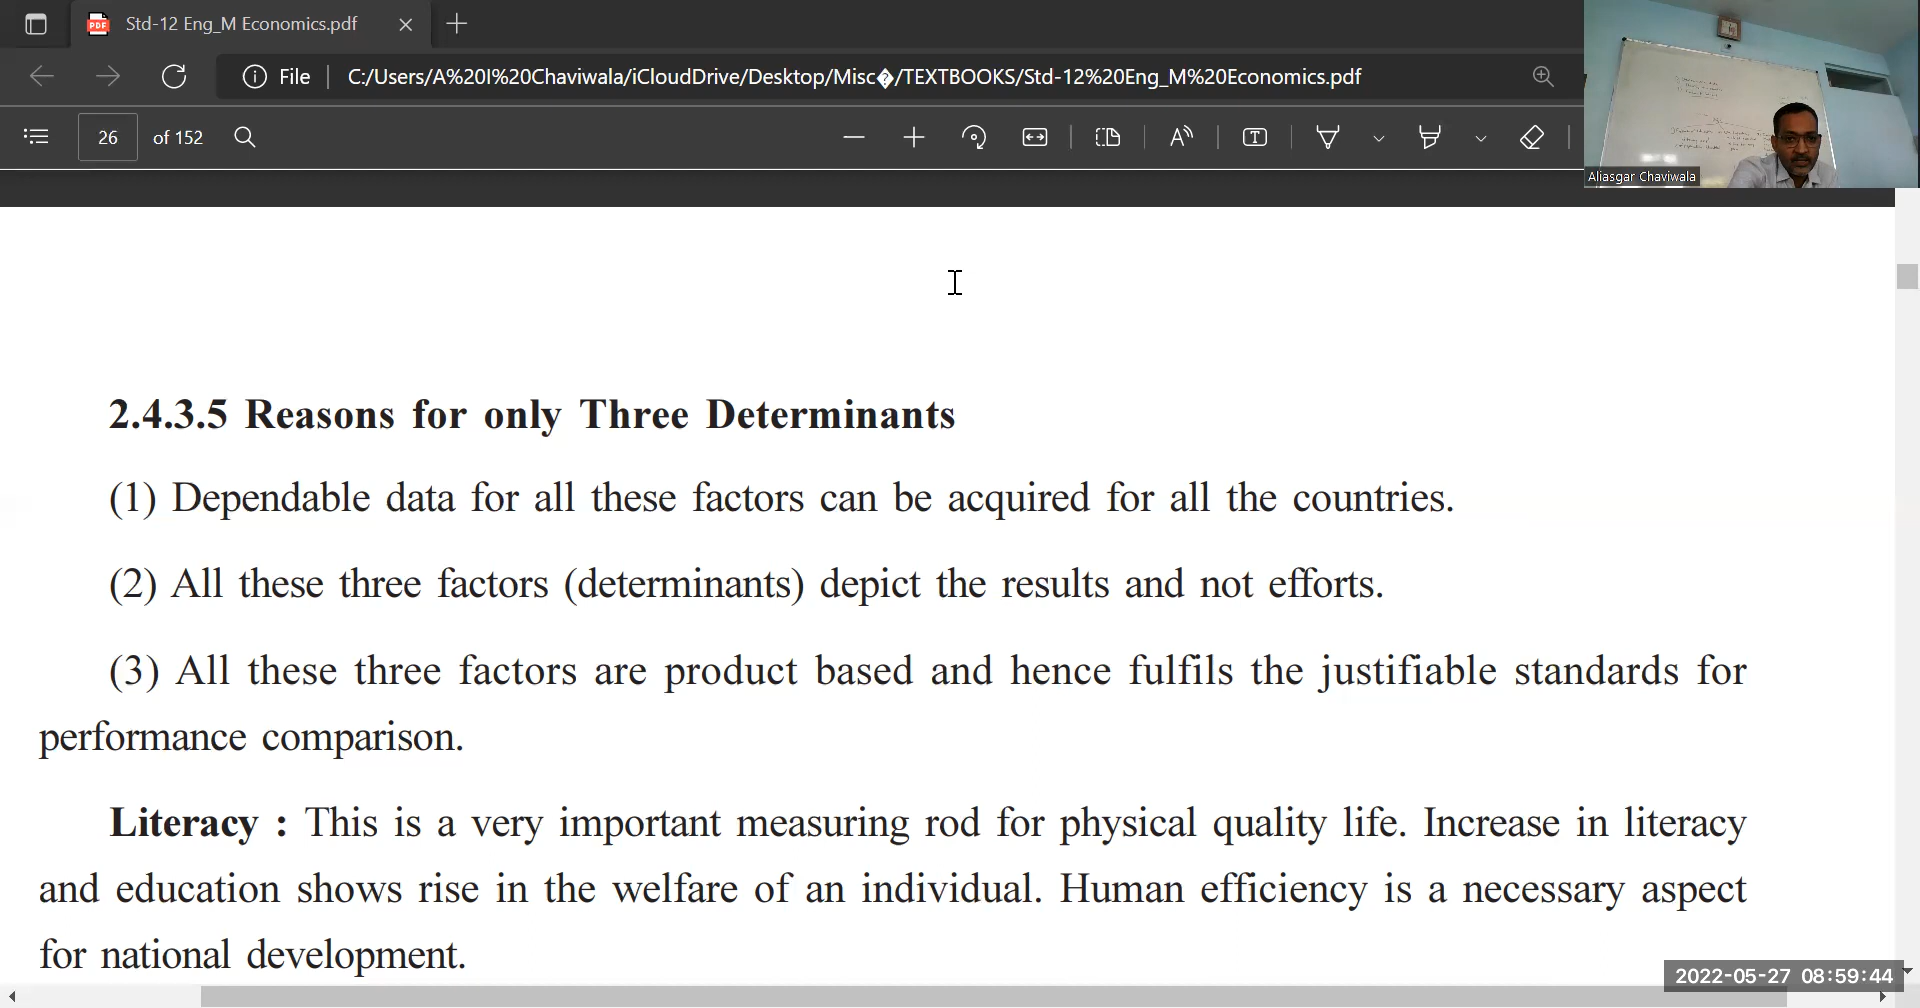 Std-12 Eng_M Economics.pdf
File
C:/Users/A%20I%20Chaviwala/iCloudDrive/Desktop/Misc�/TEXTBOOKS/Std-12%20Eng_M%20Economics.pdf
26 of 152
Aliasgar Chaviwala
2.4.3.5 Reasons for only Three Determinants
(1) Dependable data for all these factors can be acquired for all the countries.
(2) All these three factors (determinants) depict the results and not efforts.
(3) All these three factors are product based and hence fulfils the justifiable standards for
performance comparison.
Literacy : This is a very important measuring rod for physical quality life. Increase in literacy
and education shows rise in the welfare of an individual. Human efficiency is a necessary aspect
for national development.
2022-05-27 08:59:44